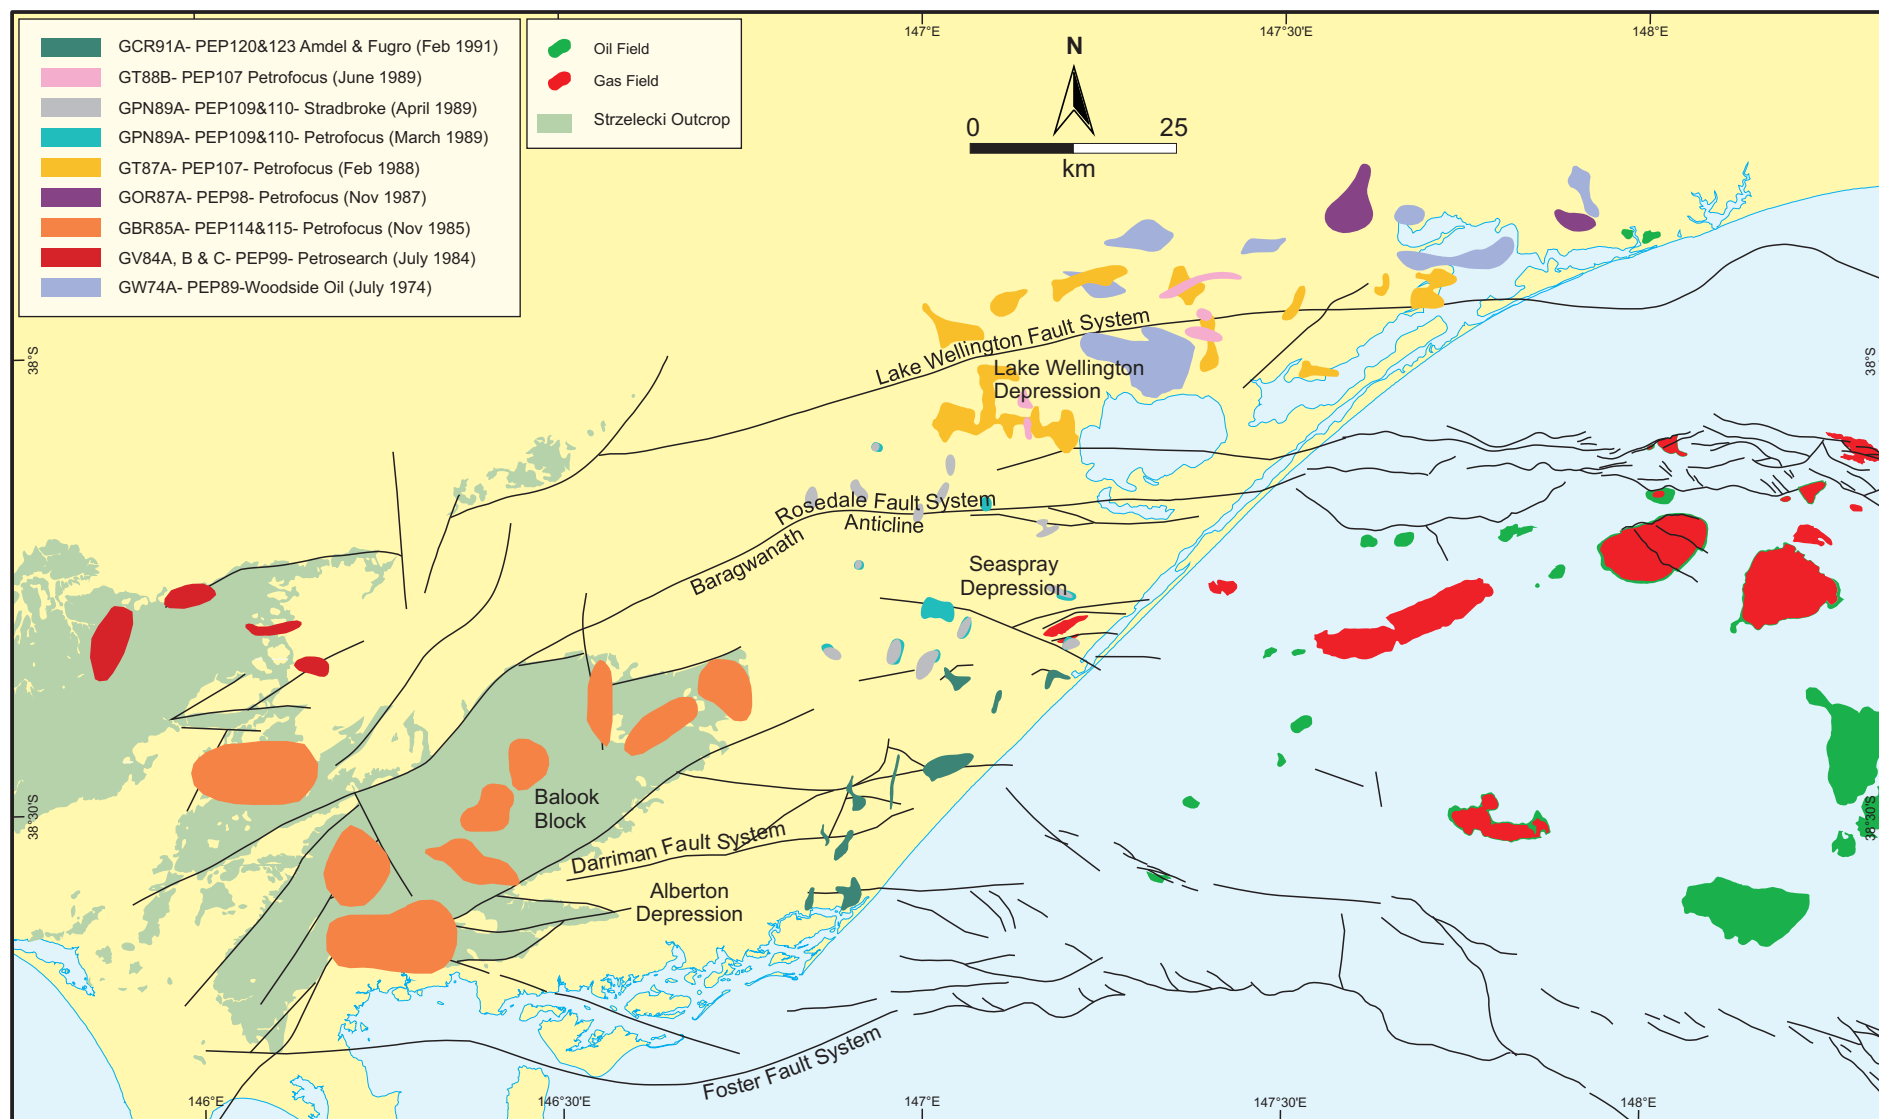 GCR91A- PEP120&123 Amdel & Fugro (Feb 1991)
GT88B- PEP107 Petrofocus (June 1989)
GPN89A- PEP109&110- Stradbroke (April 1989)
GPN89A- PEP109&110- Petrofocus (March 1989)
GT87A- PEP107- Petrofocus (Feb 1988)
GOR87A- PEP98- Petrofocus (Nov 1987)
GBR85A- PEP114&115- Petrofocus (Nov 1985)
GV84A, B & C- PEP99- Petrosearch (July 1984)
GW74A- PEP89-Woodside Oil (July 1974)
Oil Field
Gas Field
Strzelecki Outcrop
147°E
147°30'E
148°E
N
0 25
km
38°S
38°S
Lake Wellington Fault System
Lake Wellington
Depression
Rosedale Fault System
Baragwanath
Anticline
Seaspray
Depression
Balook
Block
38°30'S
38°30'S
Darriman Fault System
Alberton
Depression
Foster Fault System
146°E
146°30'E
147°E
147°30'E
148°E